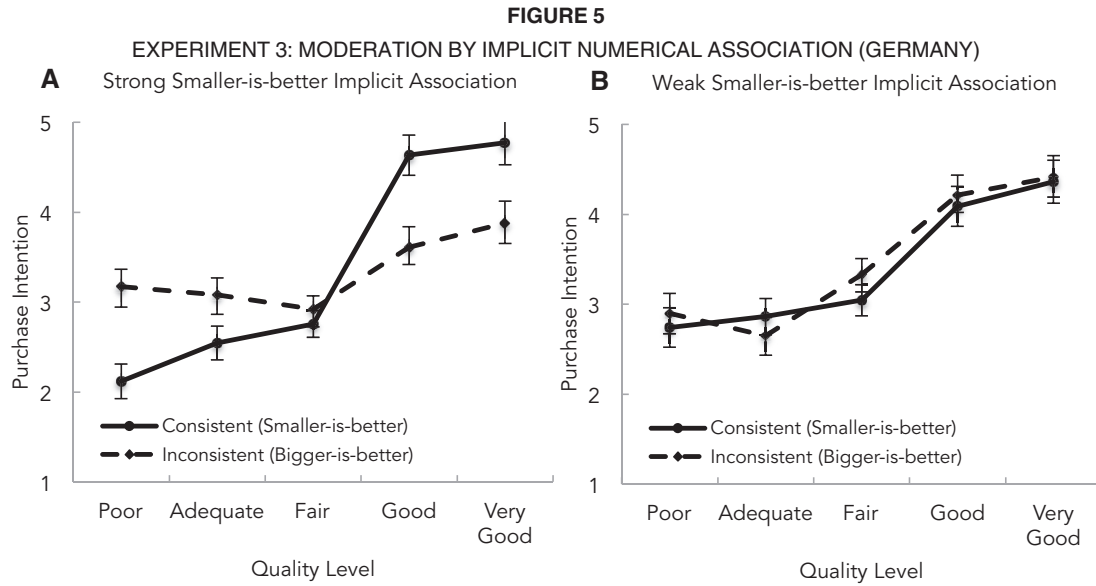 FIGURE 5
EXPERIMENT 3: MODERATION BY IMPLICIT NUMERICAL ASSOCIATION (GERMANY)
A Strong Smaller-is-better Implicit Association
5
4
3
2
1
Purchase Intention
Consistent (Smaller-is-better)
Inconsistent (Bigger-is-better)
Poor Adequate Fair Good Very
Good
Quality Level
B Weak Smaller-is-better Implicit Association
5
4
3
2
1
Purchase Intention
Consistent (Smaller-is-better)
Inconsistent (Bigger-is-better)
Poor Adequate Fair Good Very
Good
Quality Level